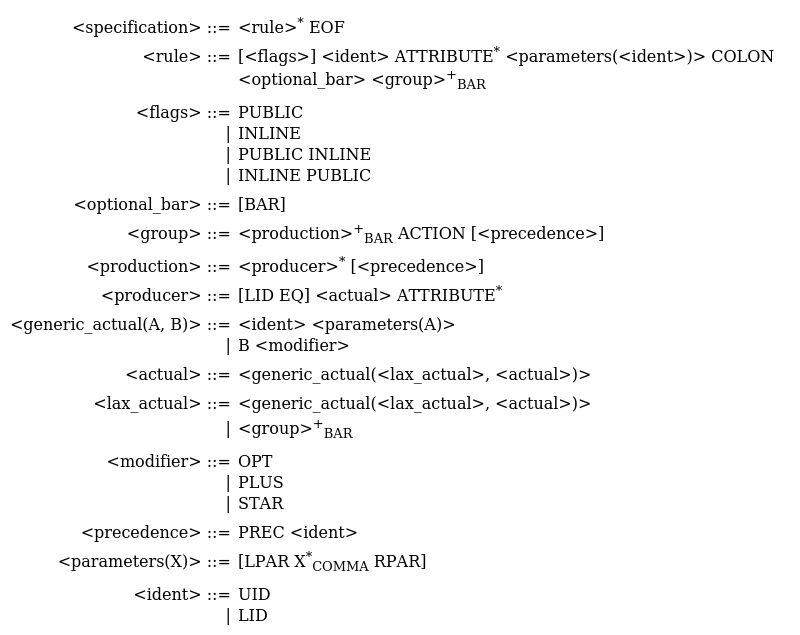 <specification> ::= <rule>* EOF
<rule> ::= [<flags>] <ident> ATTRIBUTE* <parameters(<ident>)> COLON
<optional_bar> <group>+BAR
<flags> ::= PUBLIC
| INLINE
| PUBLIC INLINE
| INLINE PUBLIC
<optional_bar> ::= [BAR]
<group> ::= <production>+BAR ACTION [<precedence>]
<production> ::= <producer>* [<precedence>]
<producer> ::= [LID EQ] <actual> ATTRIBUTE*
<generic_actual(A, B)> ::= <ident> <parameters(A)>
| B <modifier>
<actual> ::= <generic_actual(<lax_actual>, <actual>)>
<lax_actual> ::= <generic_actual(<lax_actual>, <actual>)>
| <group>+BAR
<modifier> ::= OPT
| PLUS
| STAR
<precedence> ::= PREC <ident>
<parameters(X)> ::= [LPAR X*COMMA RPAR]
<ident> ::= UID
| LID